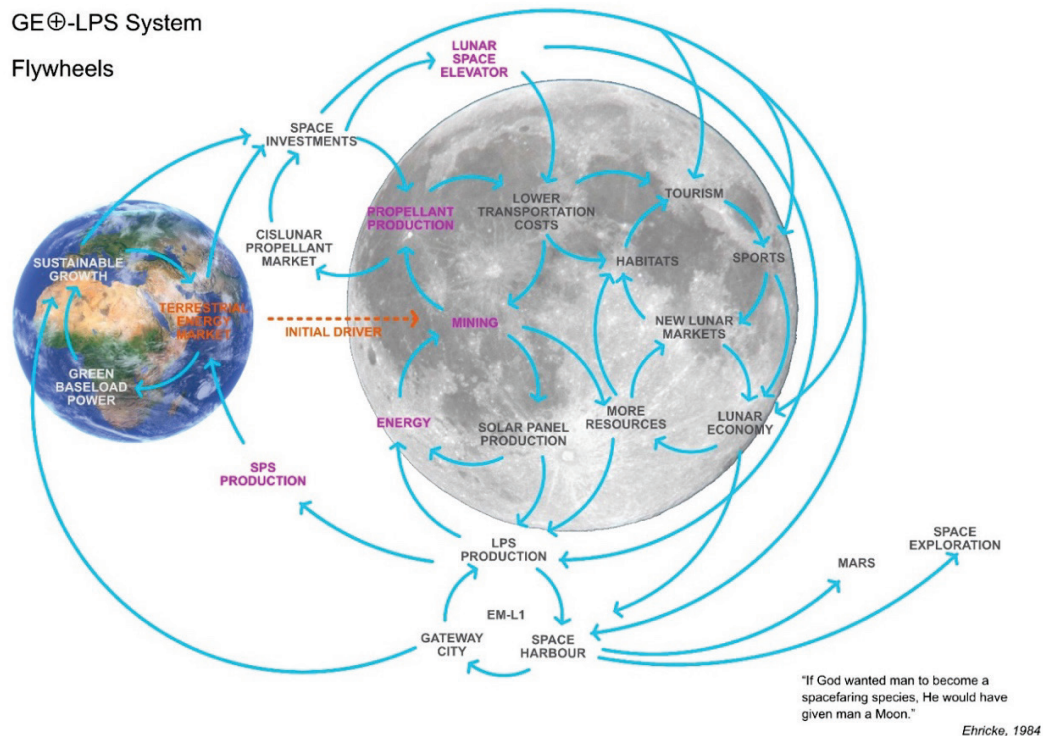 GE⊕-LPS System
Flywheels
LUNAR
SPACE
ELEVATOR
SPACE
INVESTMENTS
TOURISM
PROPELLANT
PRODUCTION
LOWER
TRANSPORTATION
COSTS
CISLUNAR
PROPELLANT
MARKET
HABITATS
SPORTS
SUSTAINABLE
GROWTH
TERRESTRIAL
ENERGY
MARKET
INITIAL DRIVER
MINING
NEW LUNAR
MARKETS
GREEN
BASELOAD
POWER
ENERGY
SOLAR PANEL
PRODUCTION
MORE
RESOURCES
LUNAR
ECONOMY
SPS
PRODUCTION
LPS
PRODUCTION
SPACE
EXPLORATION
MARS
EM-L1
GATEWAY
CITY
SPACE
HARBOUR
“If God wanted man to become a
spacefaring species, He would have
given man a Moon.”
Ehricke, 1984